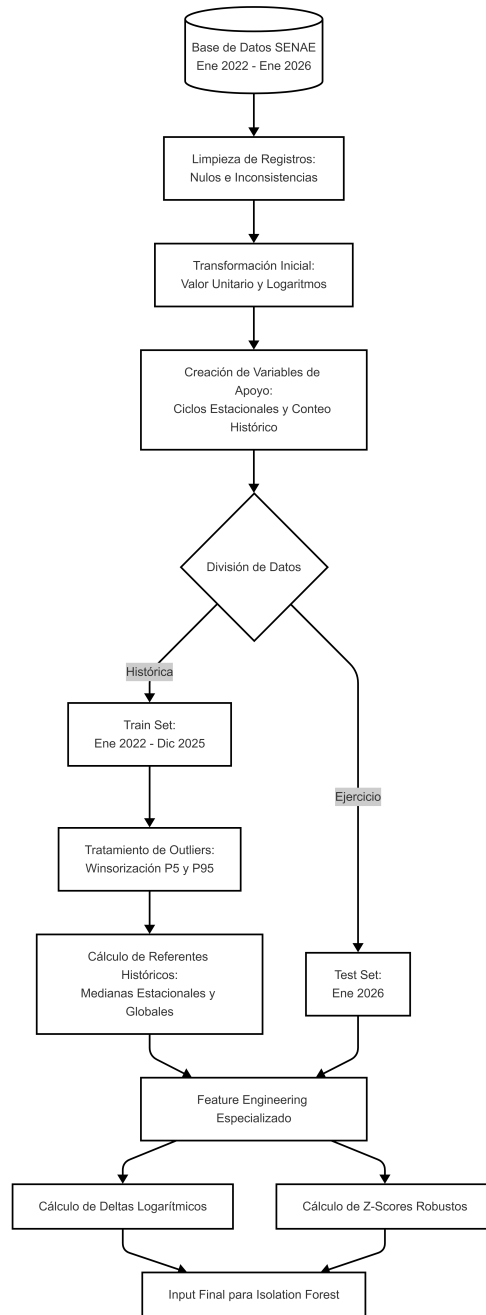 Base de Datos SENAE
Ene 2022 - Ene 2026
Limpieza de Registros:
Nulos e Inconsistencias
Transformación Inicial:
Valor Unitario y Logaritmos
Creación de Variables de
Apoyo:
Ciclos Estacionales y Conteo
Histórico
División de Datos
Histórica
Train Set:
Ene 2022 - Dic 2025
Ejercicio
Tratamiento de Outliers:
Winsorización P5 y P95
Cálculo de Referentes
Históricos:
Medianas Estacionales y
Globales
Test Set:
Ene 2026
Feature Engineering
Especializado
Cálculo de Deltas Logarítmicos
Cálculo de Z-Scores Robustos
Input Final para Isolation Forest